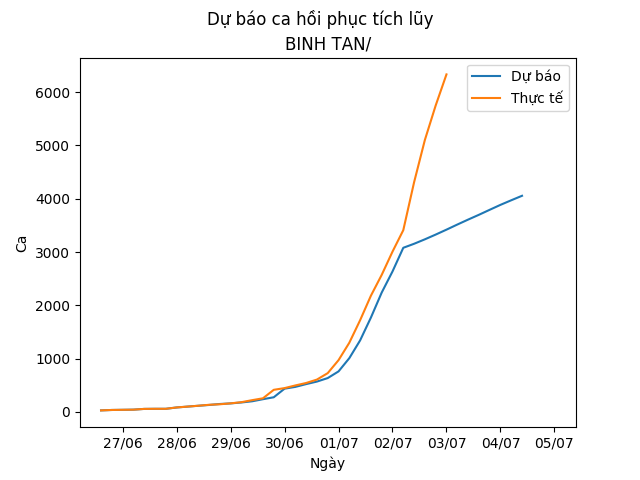 Dự báo ca hồi phục tích lũy
BINH TAN/
Dự báo
Thực tế
6000
5000
4000
3000
2000
1000
0
Ca
27/06 28/06 29/06 30/06 01/07 02/07 03/07 04/07 05/07
Ngày